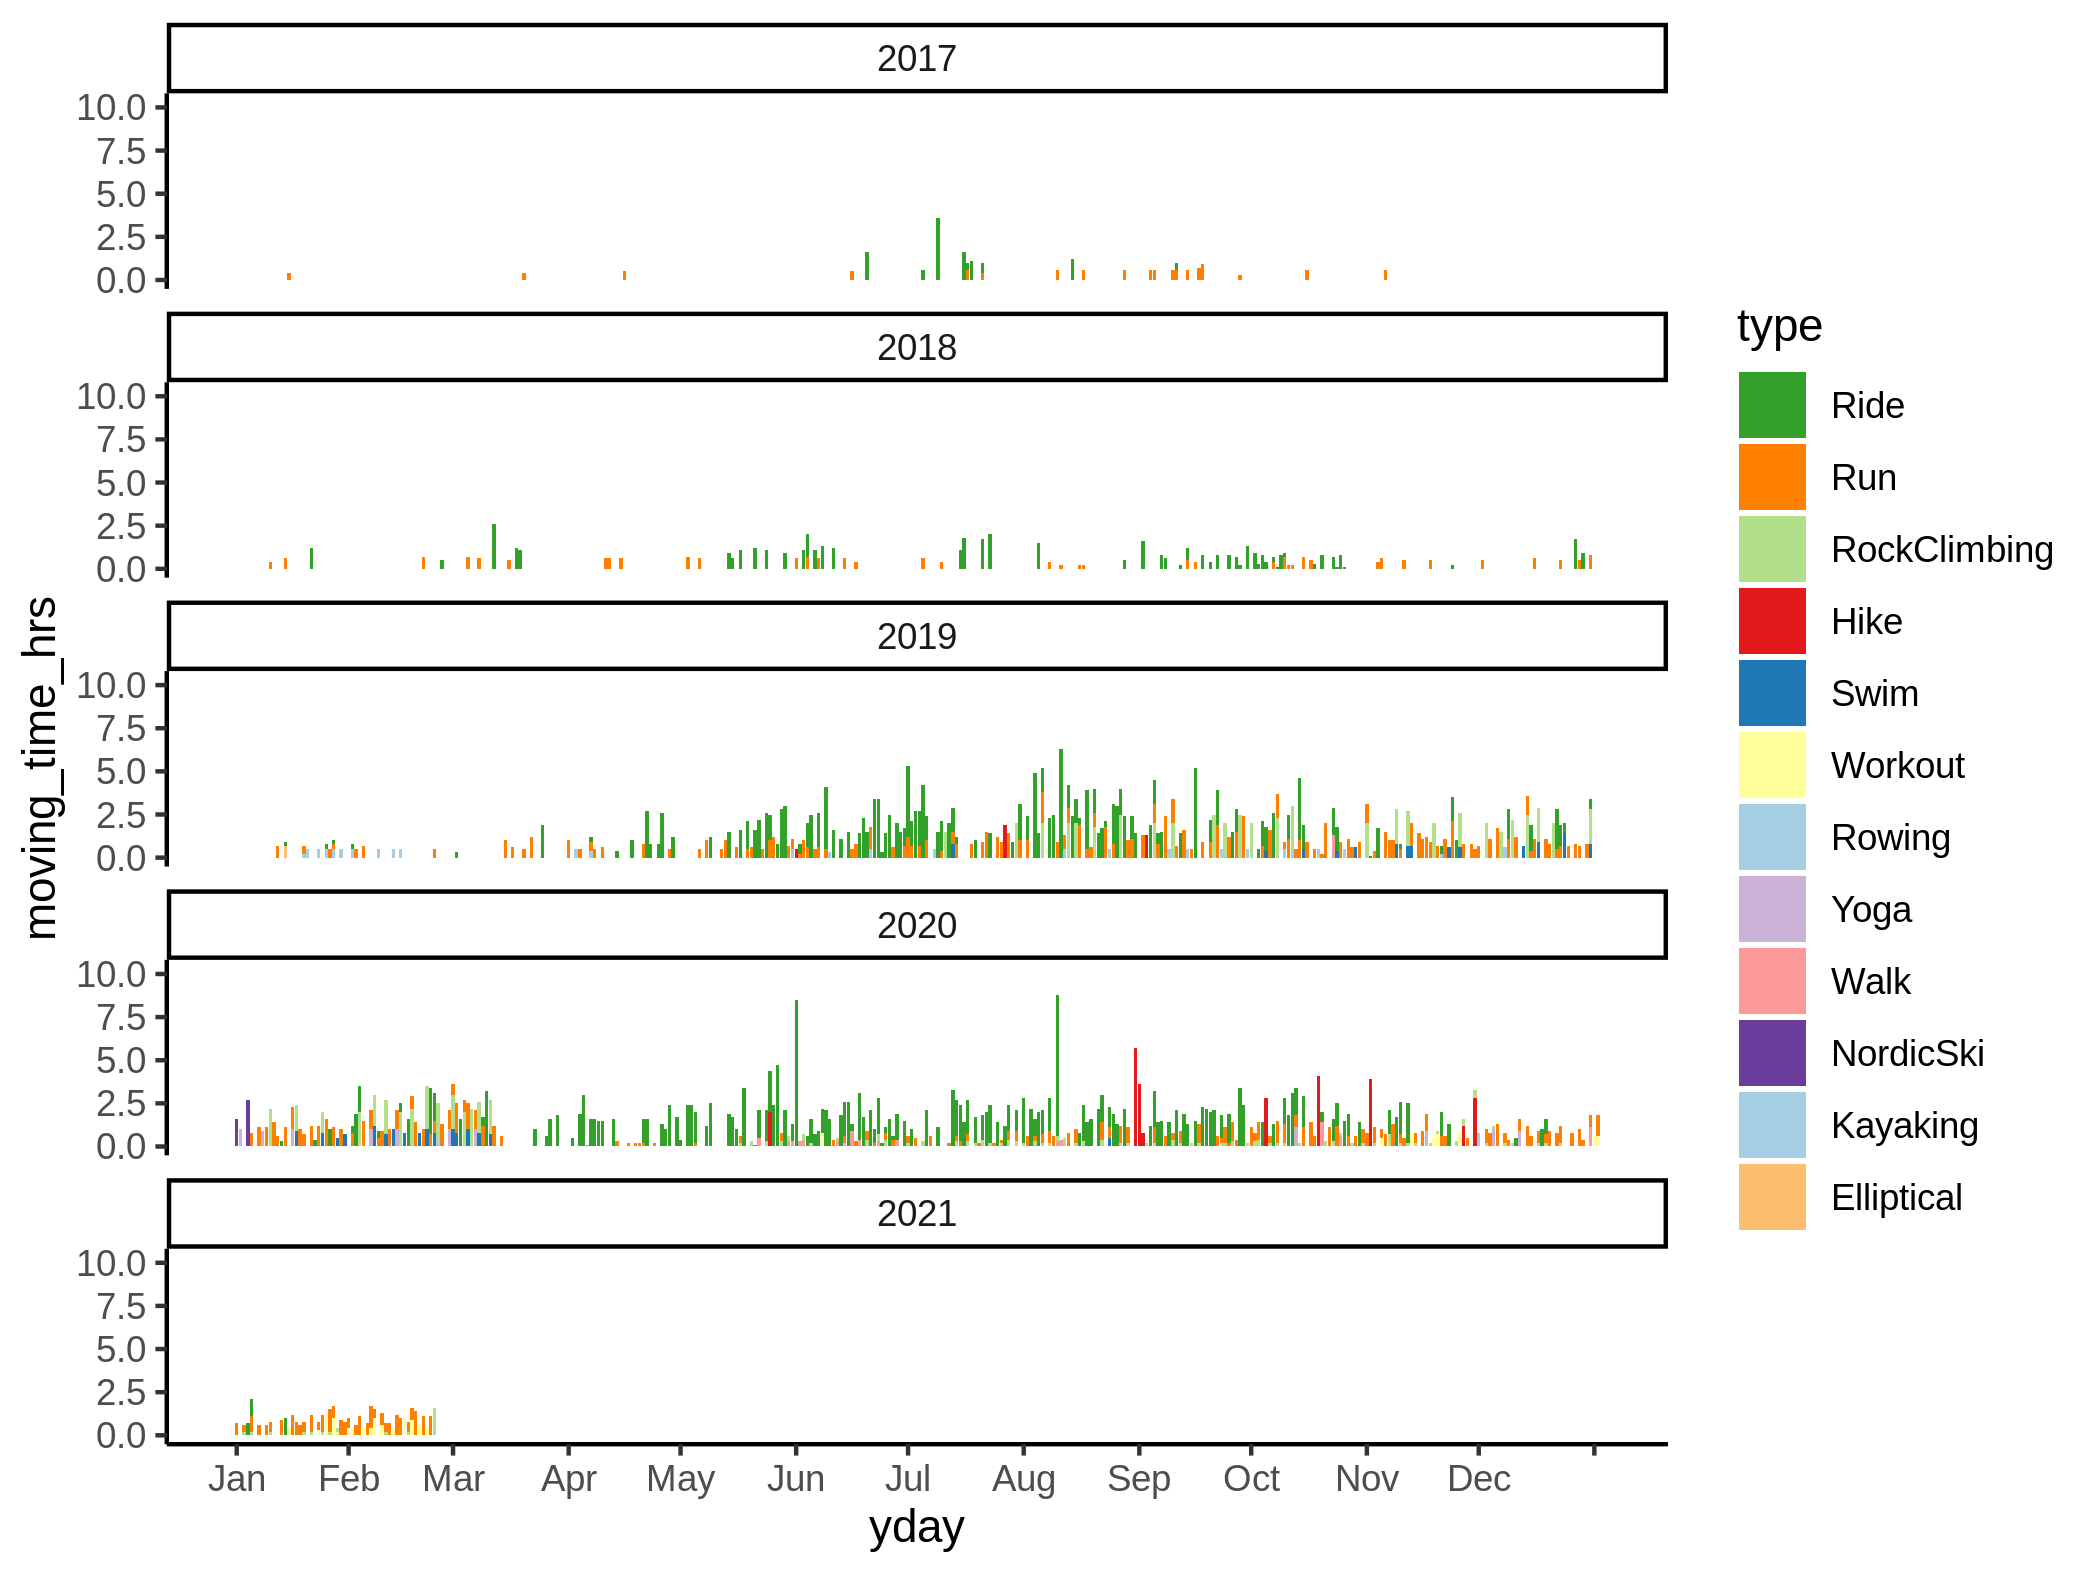 2017
10.0
7.5
5.0
2.5
0.0
2018
10.0
7.5
5.0
2.5
0.0
2019
10.0
7.5
5.0
2.5
0.0
2020
10.0
7.5
5.0
2.5
0.0
2021
10.0
7.5
5.0
2.5
0.0
Jan Feb Mar Apr May Jun Jul Aug Sep Oct Nov Dec
yday
moving_time_hrs
type
Ride
Run
RockClimbing
Hike
Swim
Workout
Rowing
Yoga
Walk
NordicSki
Kayaking
Elliptical